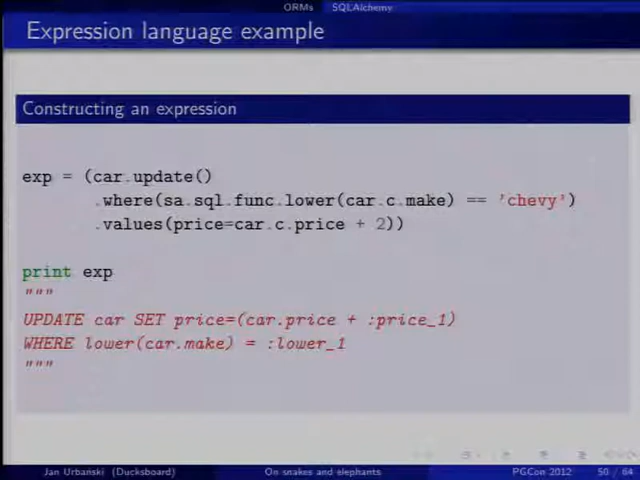 ORMs SQLAlchemy
Expression language example
Constructing an expression
exp = (car.update()
.where(sa.sql.func.lower(car.c.make) == 'chevy')
.values(price=car.c.price + 2))
print exp
"""
UPDATE car SET price=(car.price + :price_1)
WHERE lower(car.make) = :lower_1
"""
Jan Urbański (Ducksboard) On snakes and elephants PGCon 2012 50 / 64